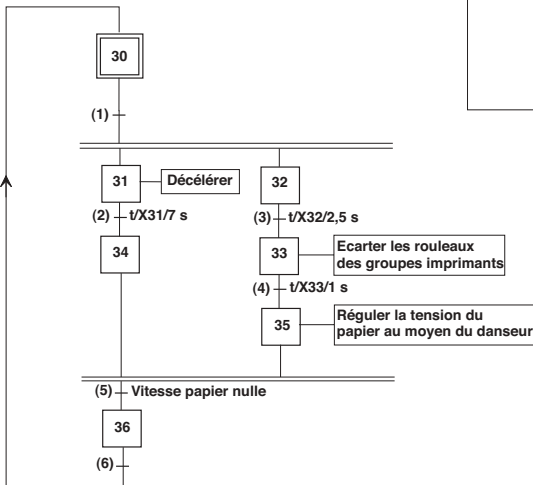 30
(1)
31
Décélérer
32
(2)
t/X31/7 s
(3)
t/X32/2,5 s
34
33
Ecarter les rouleaux
des groupes imprimants
(4)
t/X33/1 s
35
Réguler la tension du
papier au moyen du danseur
(5)
Vitesse papier nulle
36
(6)